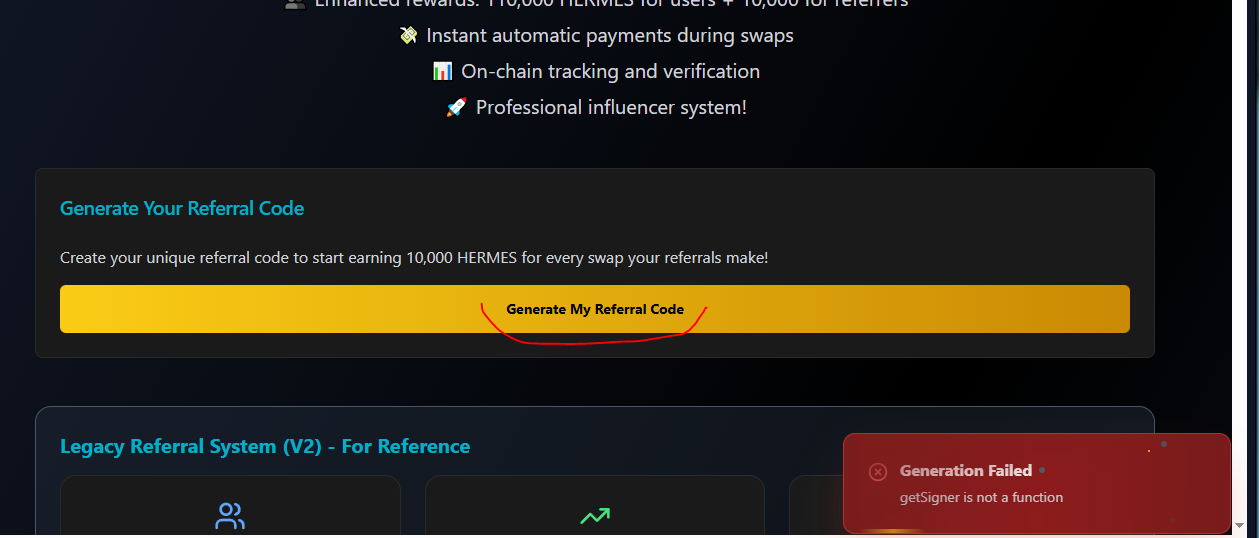 Enhanced rewards: 110,000 HERMES for users + 10,000 for referrers
Instant automatic payments during swaps
On-chain tracking and verification
Professional influencer system!
Generate Your Referral Code
Create your unique referral code to start earning 10,000 HERMES for every swap your referrals make!
Generate My Referral Code
Legacy Referral System (V2) - For Reference
Generation Failed
getSigner is not a function